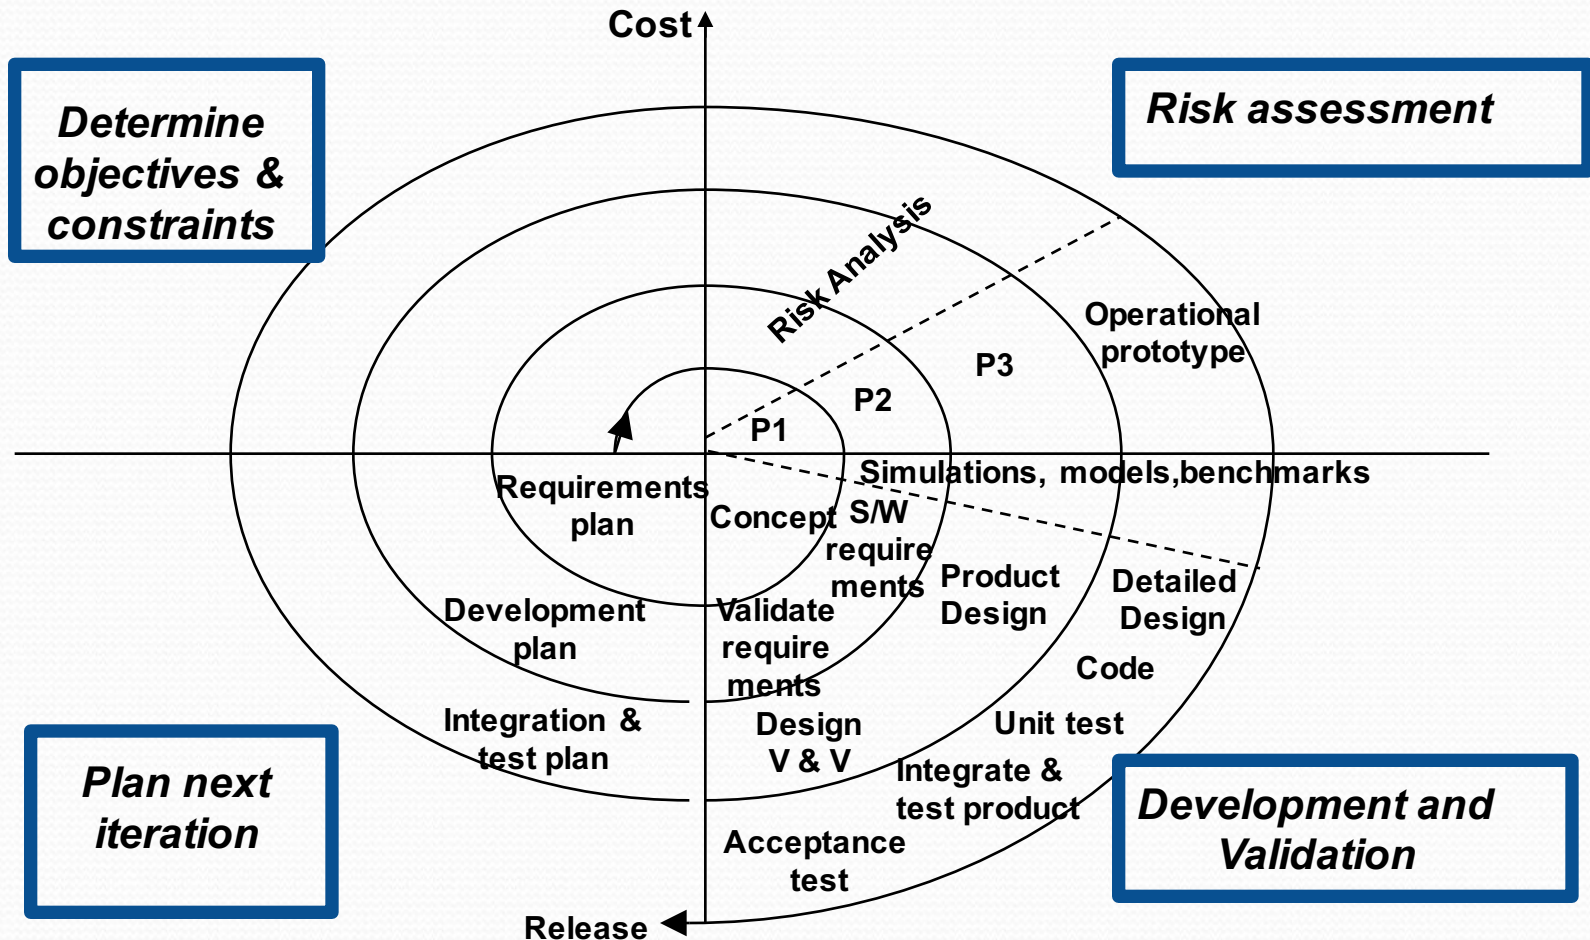 Cost
Determine
objectives &
constraints
Risk assessment
Risk Analysis
Operational
prototype
P3
P2
P1
Simulations, models,benchmarks
Requirements
plan
Concept
S/W
require
ments
Product
Design
Detailed
Design
Development
plan
Validate
require
ments
Code
Integration &
test plan
Design
V & V
Unit test
Integrate &
test product
Plan next
iteration
Development and
Validation
Acceptance
test
Release